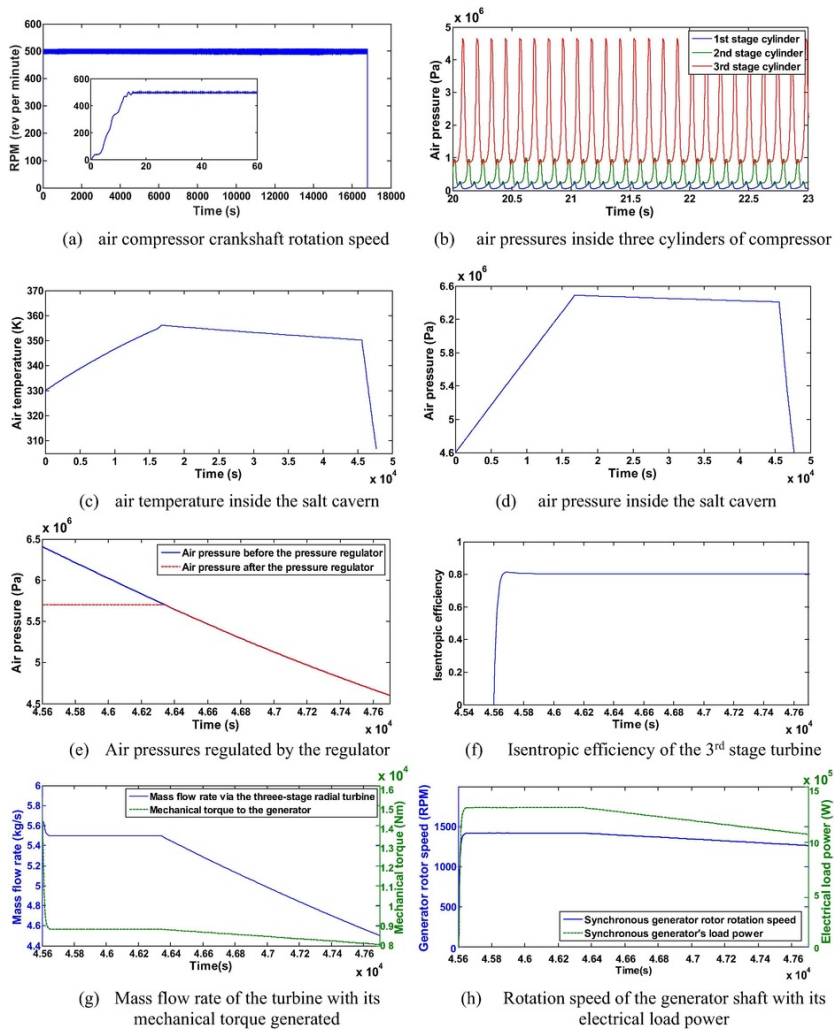 600
500
400
300
200
100
0
RPM (rev per minute)
600
400
200
0
0 20 40 60
0 2000 4000 6000 8000 10000 12000 14000 16000 18000
Time (s)
(a) air compressor crankshaft rotation speed
x 10^6
5
4
3
2
1
0
Air pressure (Pa)
1st stage cylinder
2nd stage cylinder
3rd stage cylinder
20 20.5 21 21.5 22 22.5 23
Time (s)
(b) air pressures inside three cylinders of compressor
370
360
350
340
330
320
310
Air temperature (K)
0 0.5 1 1.5 2 2.5 3 3.5 4 4.5 5
Time (s)
x 10^4
(c) air temperature inside the salt cavern
x 10^6
6.6
6.2
5.8
5.4
5
4.6
Air pressure (Pa)
0 0.5 1 1.5 2 2.5 3 3.5 4 4.5 5
Time (s)
x 10^4
(d) air pressure inside the salt cavern
x 10^6
6.5
6
5.5
5
4.5
Air pressure (Pa)
Air pressure before the pressure regulator
Air pressure after the pressure regulator
4.56 4.58 4.6 4.62 4.64 4.66 4.68 4.7 4.72 4.74 4.76
Time (s)
x 10^4
(e) Air pressures regulated by the regulator
1
0.8
0.6
0.4
0.2
0
Isentropic efficiency
4.54 4.56 4.58 4.6 4.62 4.64 4.66 4.68 4.7 4.72 4.74 4.76
Time (s)
x 10^4
(f) Isentropic efficiency of the 3rd stage turbine
6
5.8
5.6
5.4
5.2
5
4.8
4.6
4.4
Mass flow rate (kg/s)
Mass flow rate via the threee-stage radial turbine
Mechanical torque to the generator
x 10^4
1.6
1.5
1.4
1.3
1.2
1.1
1
0.9
0.8
Mechanical torque (Nm)
4.56 4.58 4.6 4.62 4.64 4.66 4.68 4.7 4.72 4.74 4.76
Time(s)
x 10^4
(g) Mass flow rate of the turbine with its
mechanical torque generated
1500
1000
500
0
Generator rotor speed (RPM)
x 10^5
15
10
5
0
Electrical load power (W)
Synchronous generator rotor rotation speed
Synchronous generator's load power
4.56 4.58 4.6 4.62 4.64 4.66 4.68 4.7 4.72 4.74 4.76
Time(s)
x 10^4
(h) Rotation speed of the generator shaft with its
electrical load power